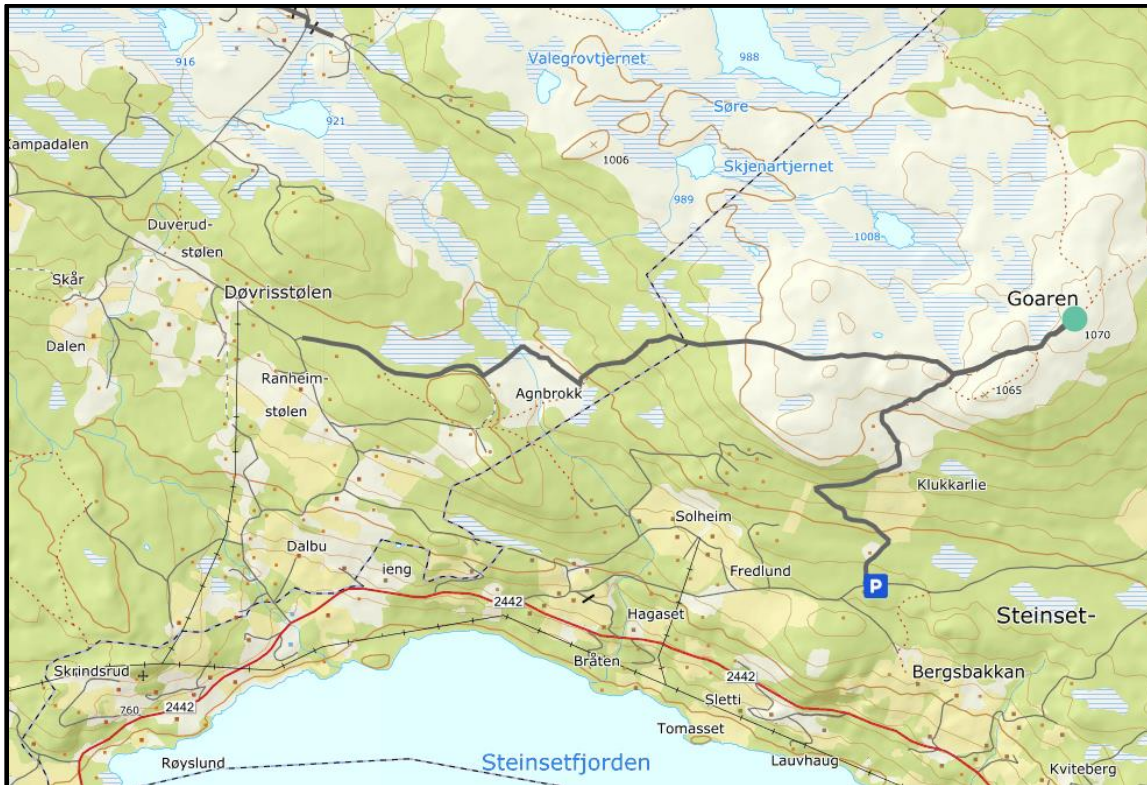 916
Valegrovtjernet
988
921
Søre
1006
Kampadalen
Skjenartjernet
989
Duverud-
stølen
1008
Skår
Døvrisstølen
Goaren
Dalen
1070
Ranheim-
stølen
Agnbrokk
1065
Klukkarlie
Solheim
Dalbu
ieng
Fredlund
P
2442
Hagaset
Steinset-
Bråten
Skrindsrud
Bergsbakkan
2442
Sletti
760
2442
Tomasset
Røyslund
Steinsetfjorden
Lauvhaug
Kviteberg